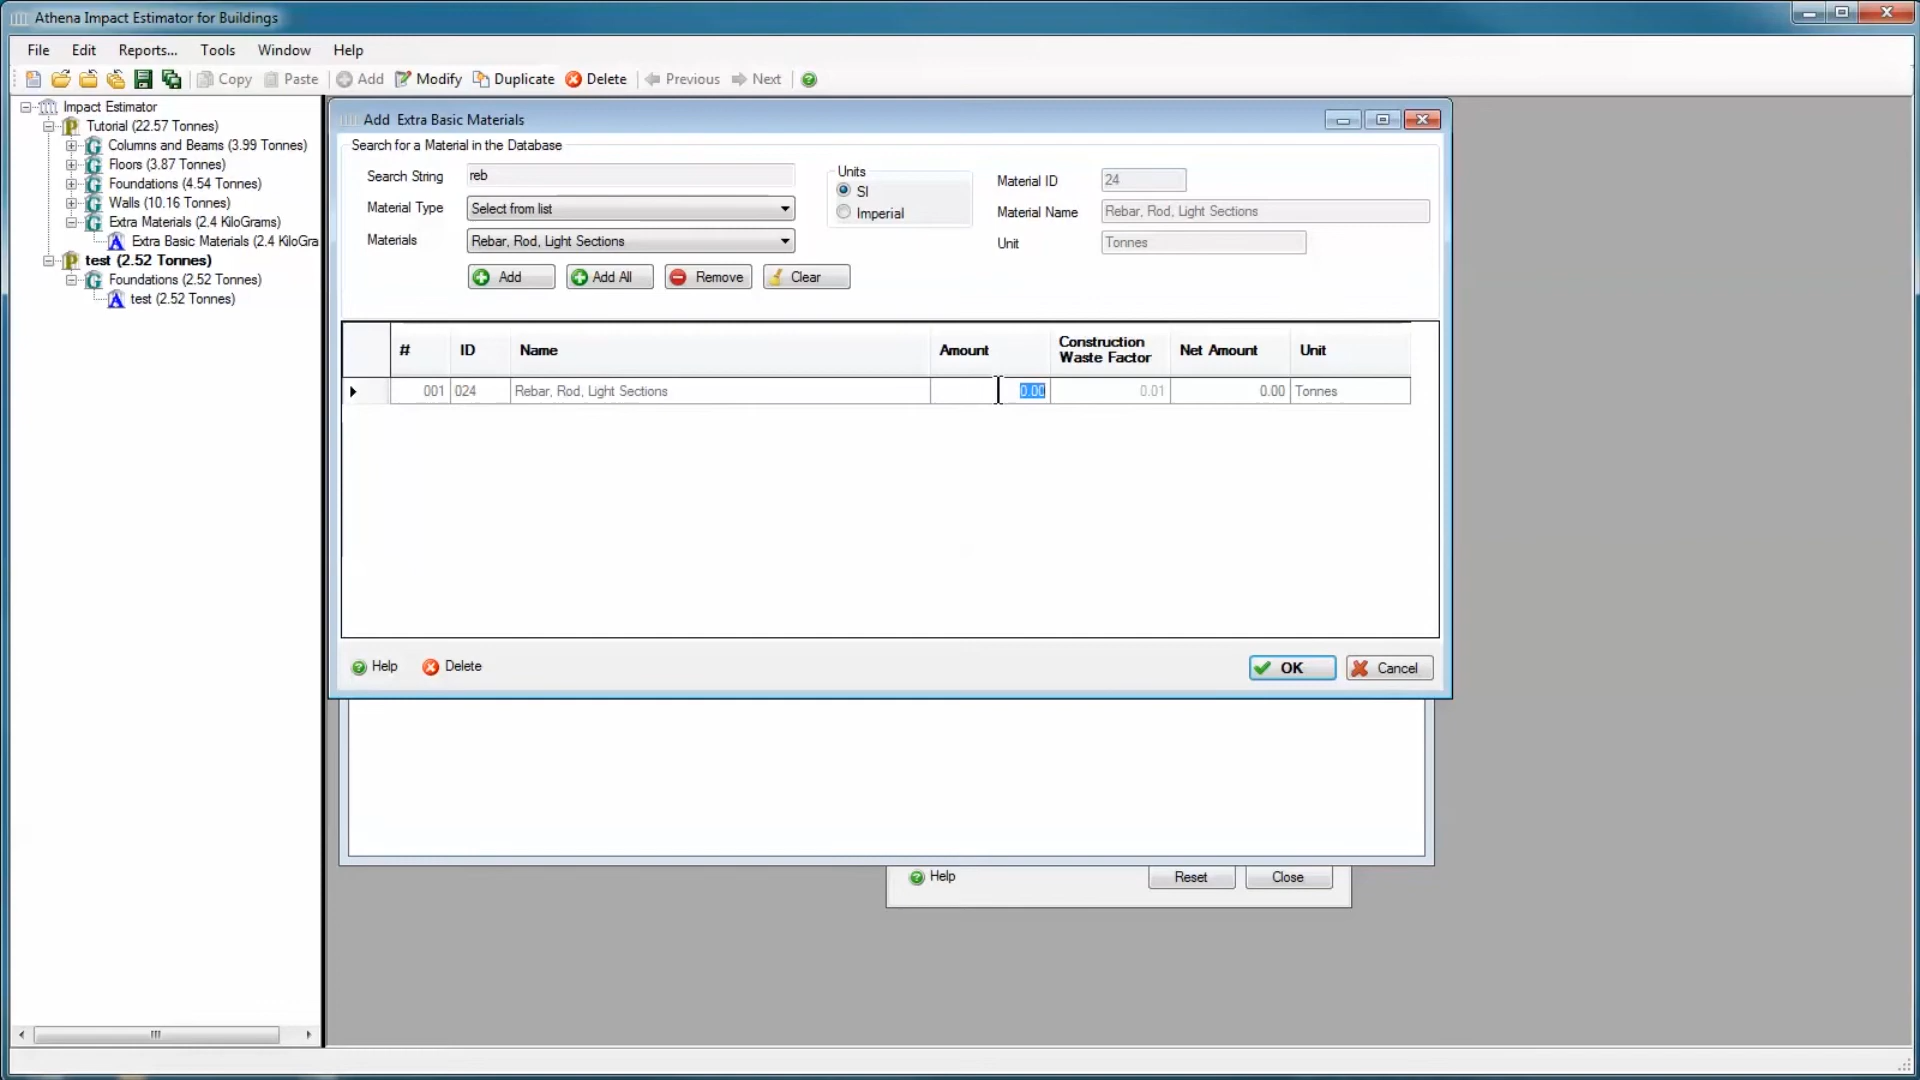 Athena Impact Estimator for Buildings
File Edit Reports... Tools Window Help
Copy Paste Add Modify Duplicate Delete Previous Next
Impact Estimator
Tutorial (22.57 Tonnes)
Columns and Beams (3.99 Tonnes)
Floors (3.87 Tonnes)
Foundations (4.54 Tonnes)
Walls (10.16 Tonnes)
Extra Materials (2.4 KiloGrams)
Extra Basic Materials (2.4 KiloGra
test (2.52 Tonnes)
Foundations (2.52 Tonnes)
test (2.52 Tonnes)
Add Extra Basic Materials
Search for a Material in the Database
Search String reb
Material Type Select from list
Materials Rebar, Rod, Light Sections
Units
SI
Imperial
Material ID 24
Material Name Rebar, Rod, Light Sections
Unit Tonnes
Add Add All Remove Clear
# ID Name Amount Construction Waste Factor Net Amount Unit
001 024 Rebar, Rod, Light Sections 0.00 0.01 0.00 Tonnes
Help Delete OK Cancel
Help Reset Close